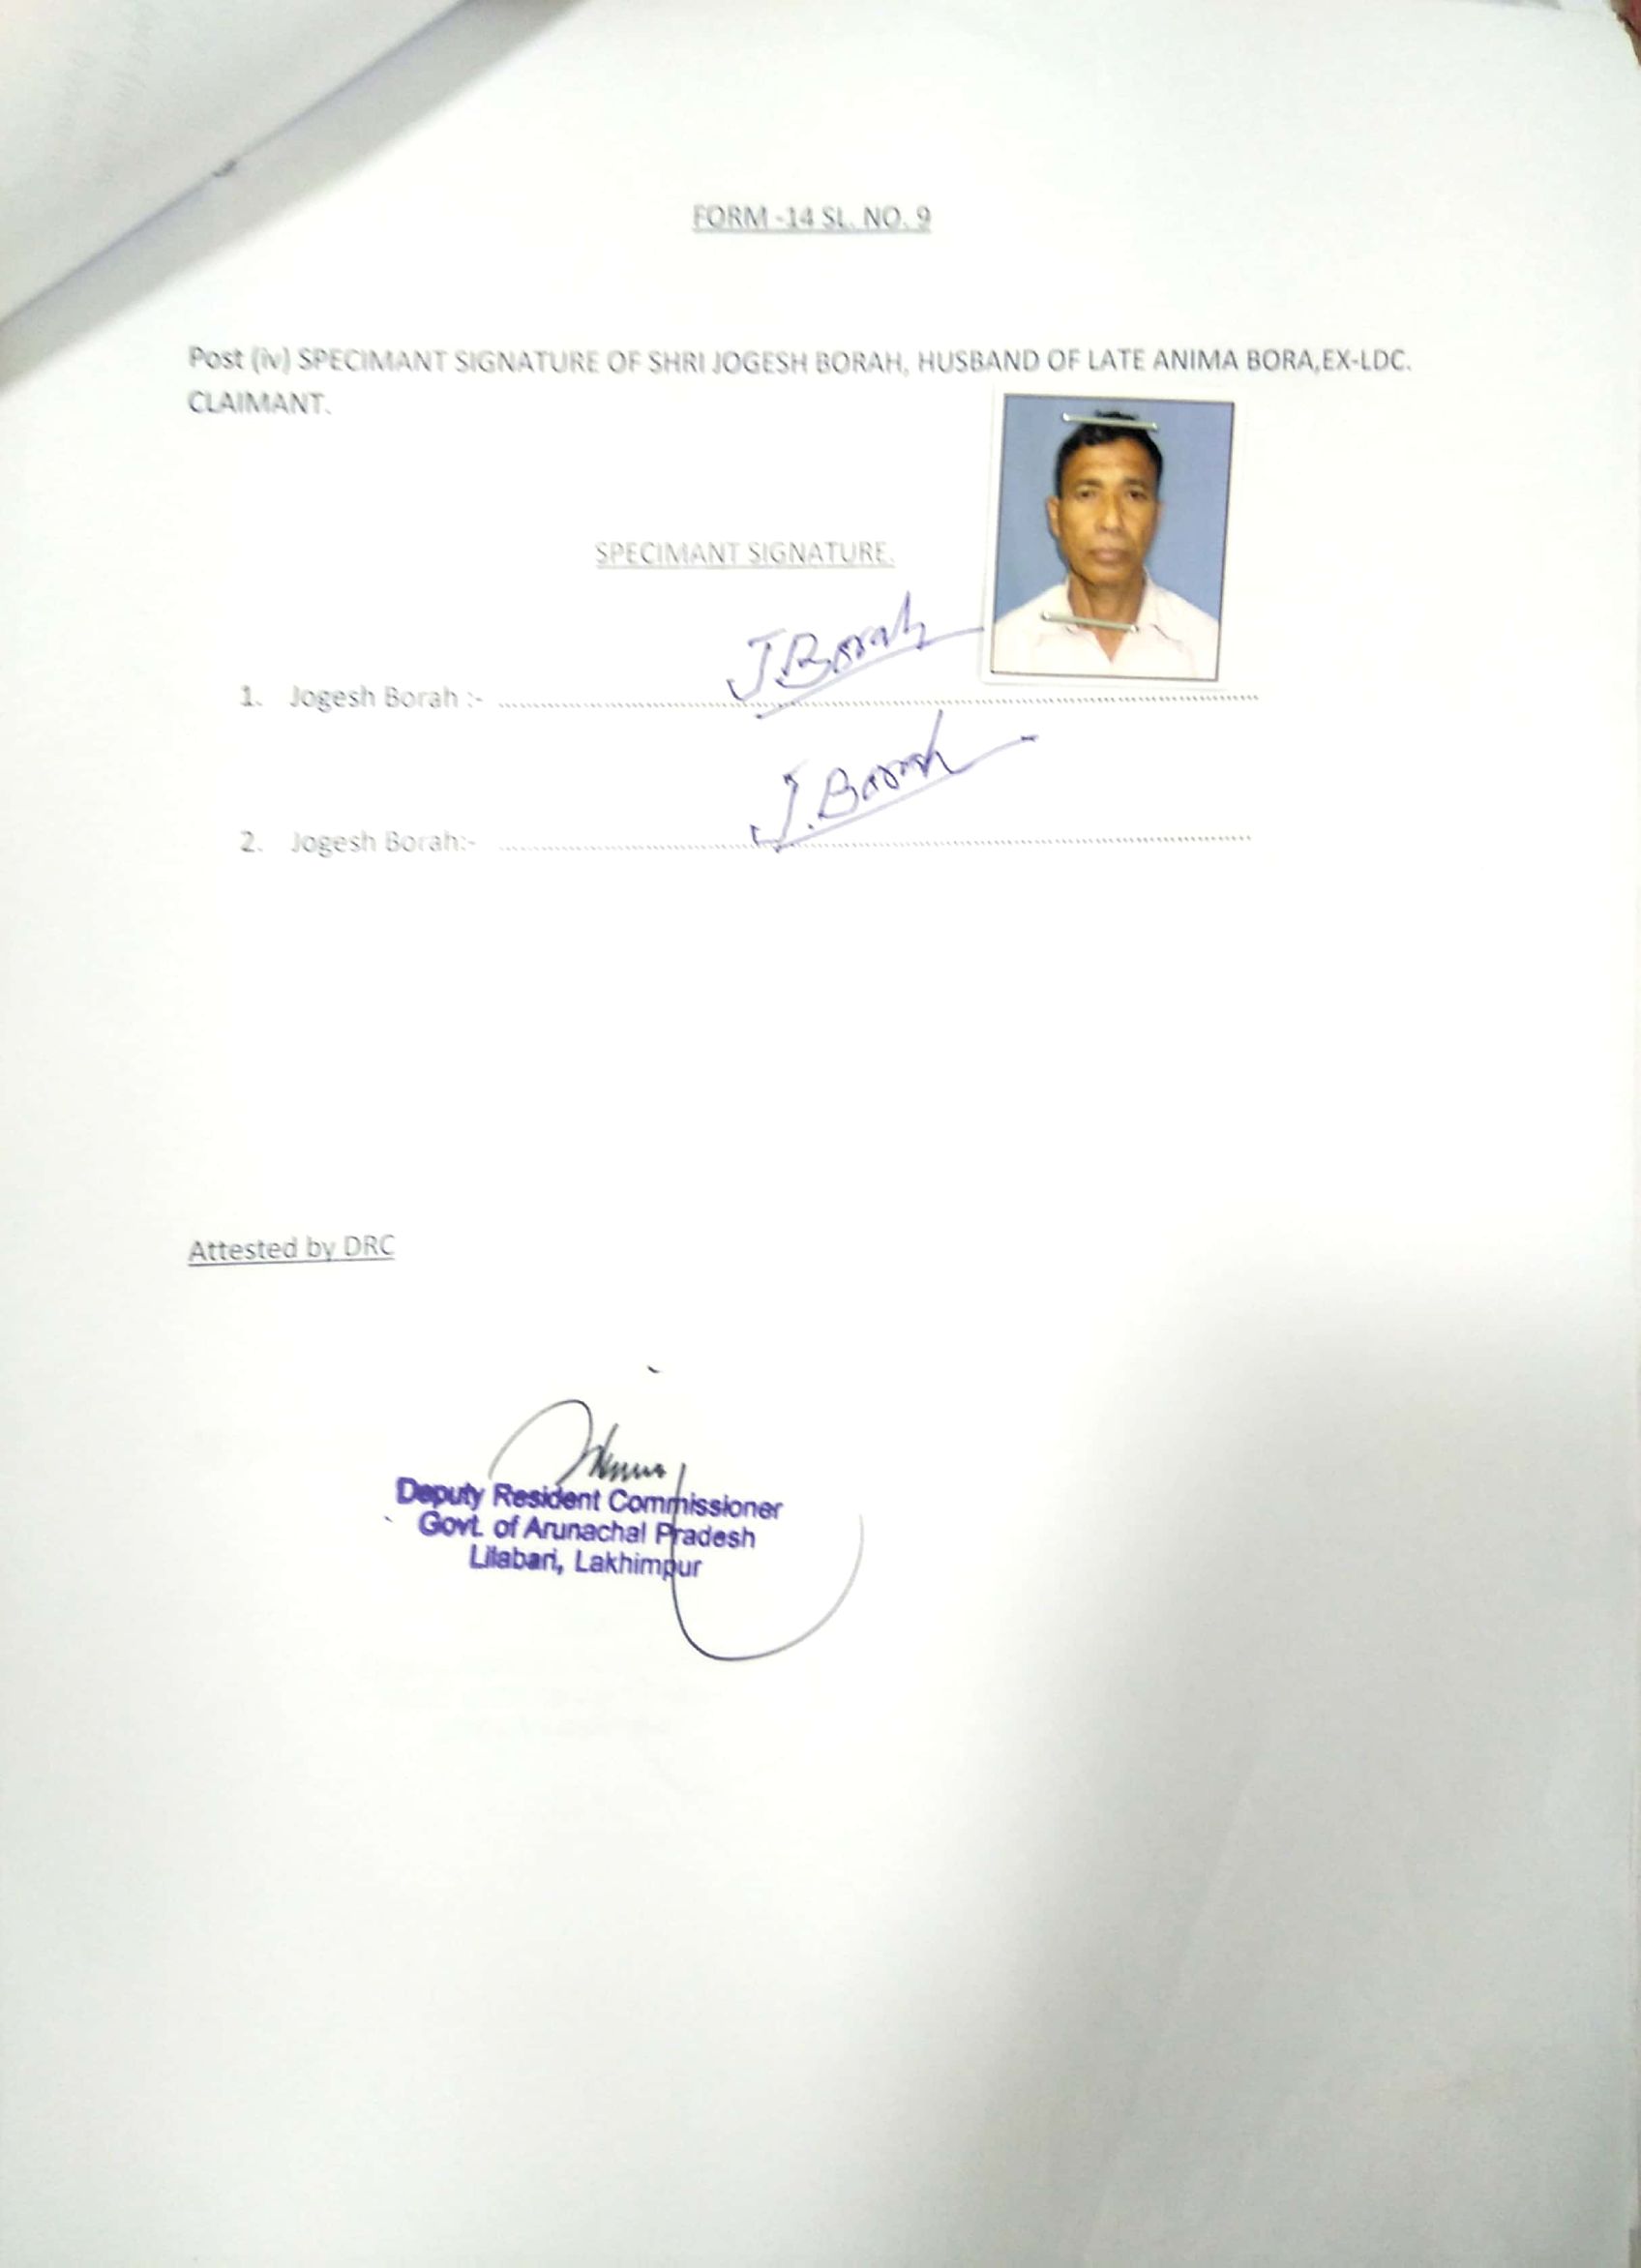 FORM -14 SL. NO. 9
Post (iv) SPECIMANT SIGNATURE OF SHRI JOGESH BORAH, HUSBAND OF LATE ANIMA BORA,EX-LDC.
CLAIMANT.
SPECIMANT SIGNATURE.
J.Borah
1. Jogesh Borah :- ........................................................
J.Borah
2. Jogesh Borah:- ........................................................
Attested by DRC
Deputy Resident Commissioner
Govt. of Arunachal Pradesh
Lilabari, Lakhimpur